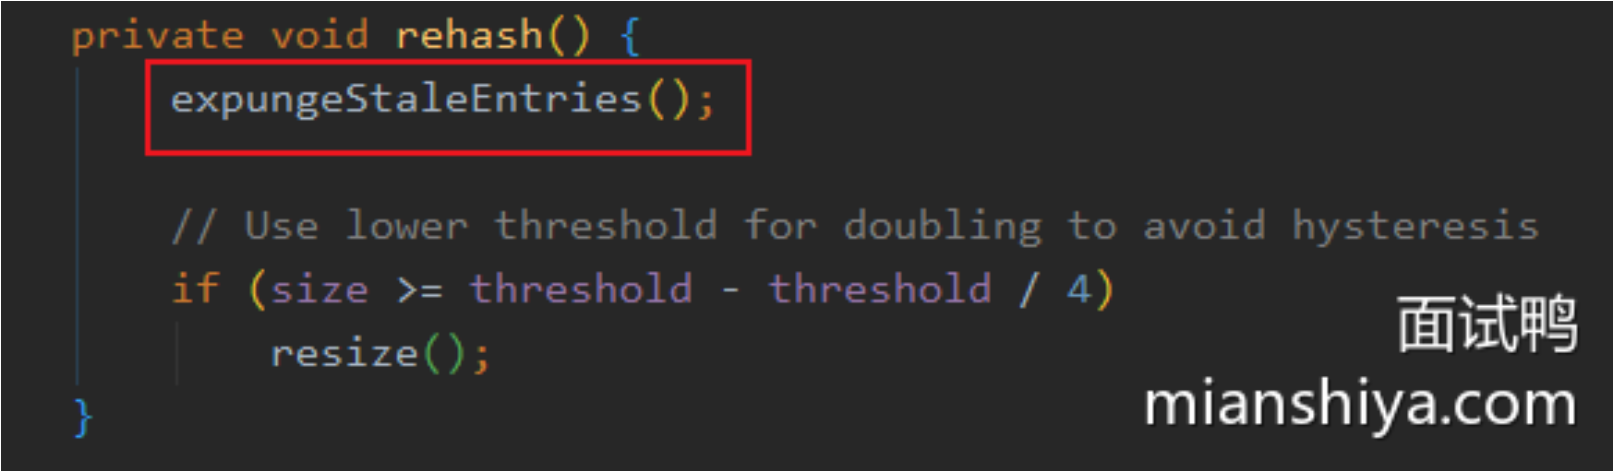 private void rehash() {
expungeStaleEntries();
// Use lower threshold for doubling to avoid hysteresis
if (size >= threshold - threshold / 4)
resize();
}
面试鸭
mianshiya.com